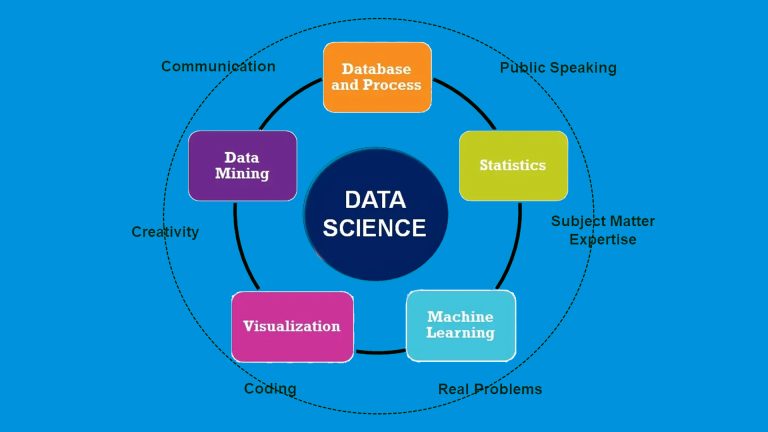 Communication
Database
and Process
Public Speaking
Data
Mining
Statistics
DATA
SCIENCE
Creativity
Subject Matter
Expertise
Visualization
Machine
Learning
Coding
Real Problems